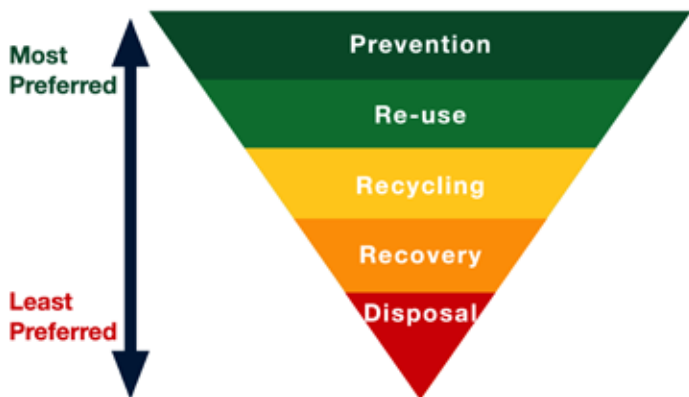 Prevention
Most
Preferred
Re-use
Recycling
Recovery
Least
Preferred
Disposal